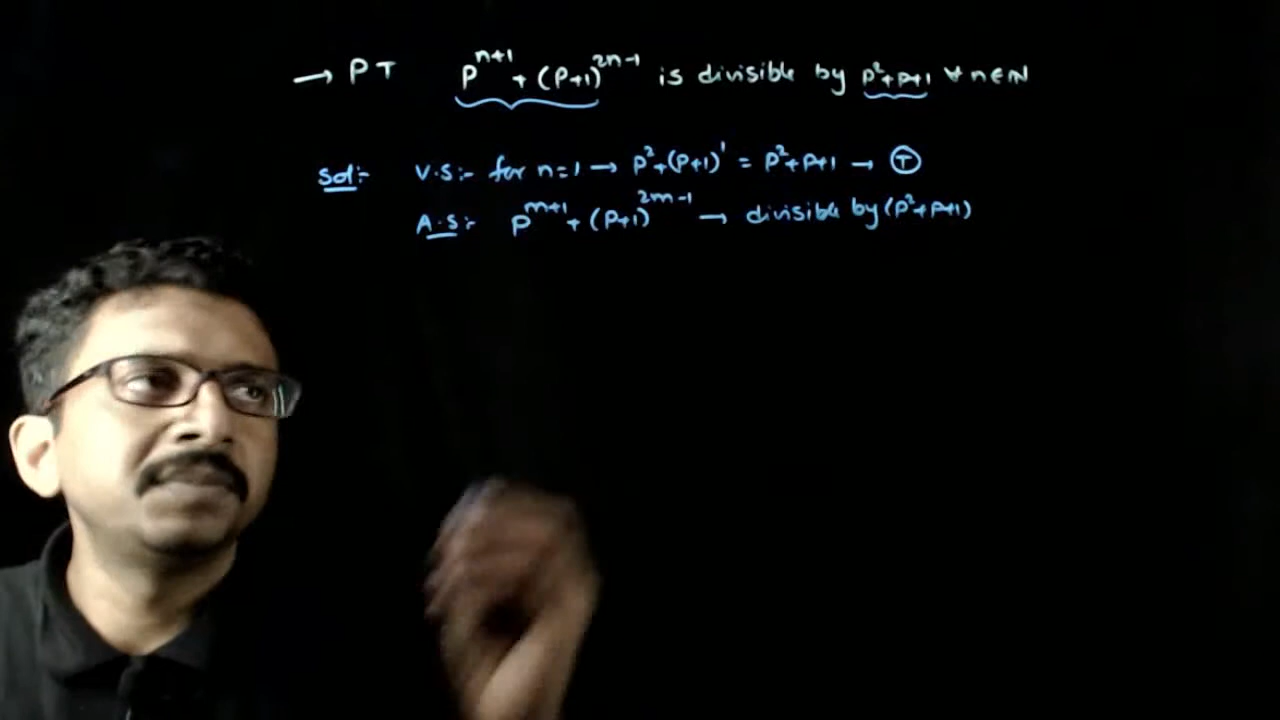 → P T p^{n+1} + (p+1)^{2n-1} is divisible by p²+p+1 ∀ n ∈ N
Sol:- V.S:- for n=1 → p²+(p+1)¹ = p²+p+1 → T
A.S:- p^{m+1} + (p+1)^{2m-1} → divisible by (p²+p+1)